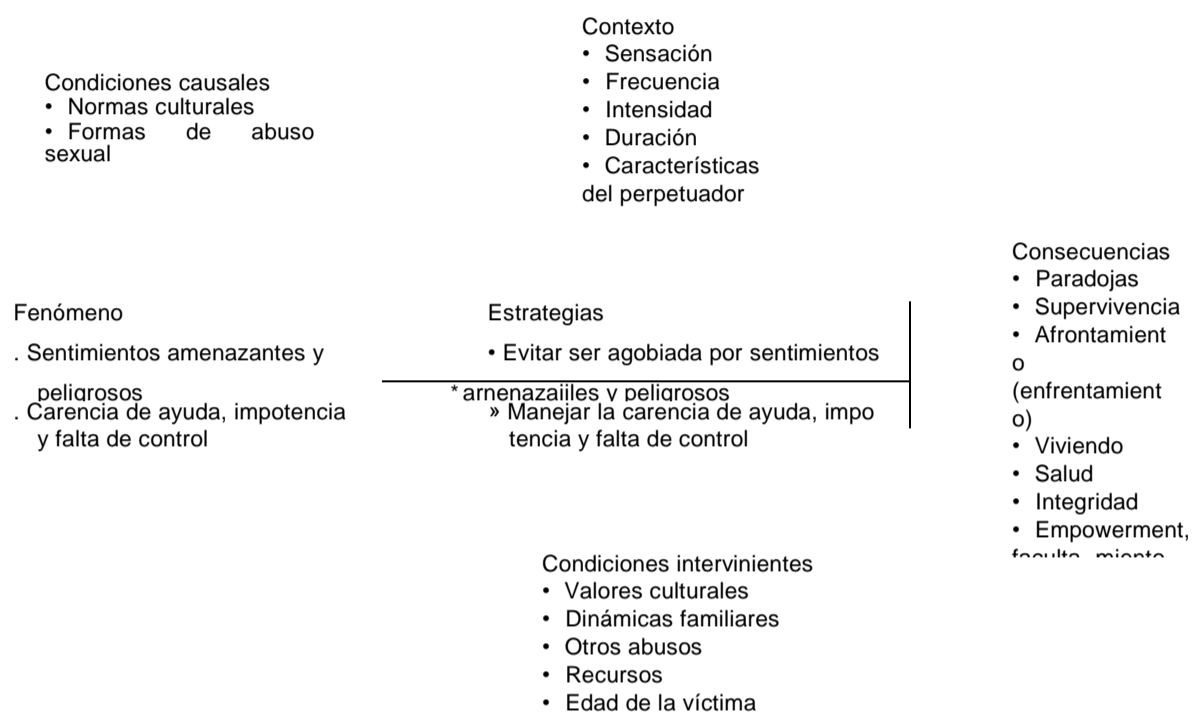 Contexto
• Sensación
• Frecuencia
• Intensidad
• Duración
• Características
del perpetuador
Condiciones causales
• Normas culturales
• Formas de abuso
sexual
Fenómeno
. Sentimientos amenazantes y
peligrosos
. Carencia de ayuda, impotencia
y falta de control
Estrategias
• Evitar ser agobiada por sentimientos
* arnenazaiiles y peligrosos
» Manejar la carencia de ayuda, impo
tencia y falta de control
Consecuencias
• Paradojas
• Supervivencia
• Afrontamient
o
(enfrentamient
o)
• Viviendo
• Salud
• Integridad
• Empowerment,
faculta miento
Condiciones intervinientes
• Valores culturales
• Dinámicas familiares
• Otros abusos
• Recursos
• Edad de la víctima